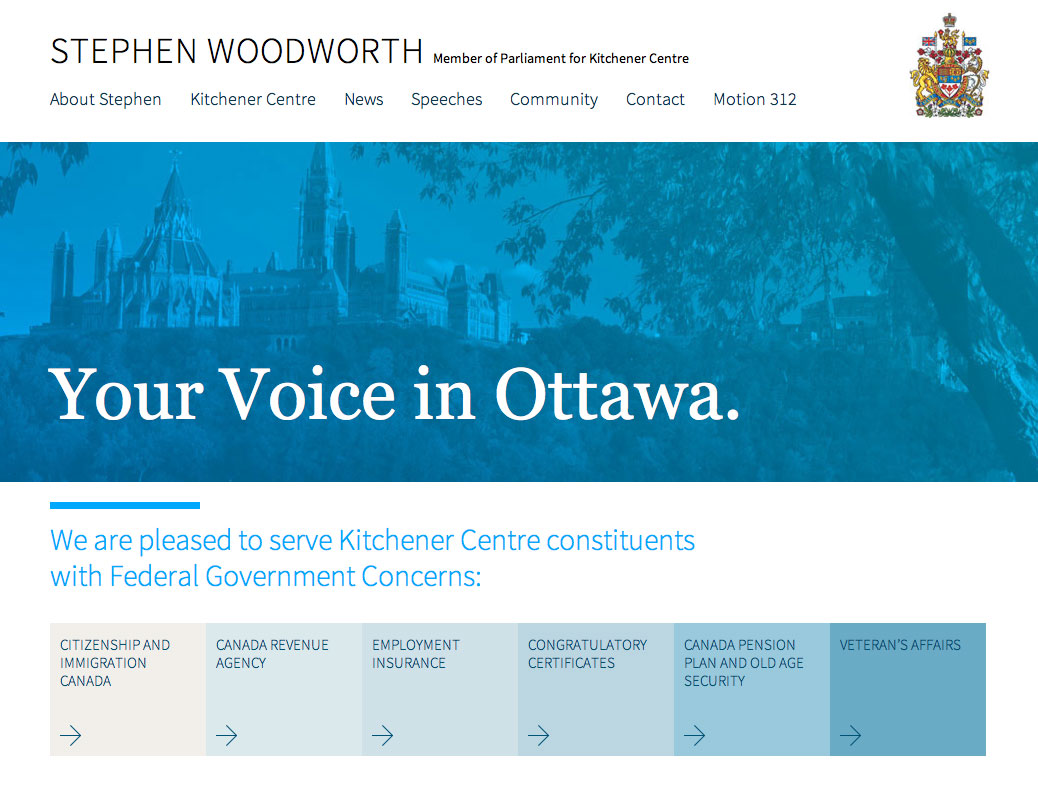 STEPHEN WOODWORTH Member of Parliament for Kitchener Centre
About Stephen Kitchener Centre News Speeches Community Contact Motion 312
Your Voice in Ottawa.
We are pleased to serve Kitchener Centre constituents
with Federal Government Concerns:
CITIZENSHIP AND
IMMIGRATION
CANADA
CANADA REVENUE
AGENCY
EMPLOYMENT
INSURANCE
CONGRATULATORY
CERTIFICATES
CANADA PENSION
PLAN AND OLD AGE
SECURITY
VETERAN'S AFFAIRS